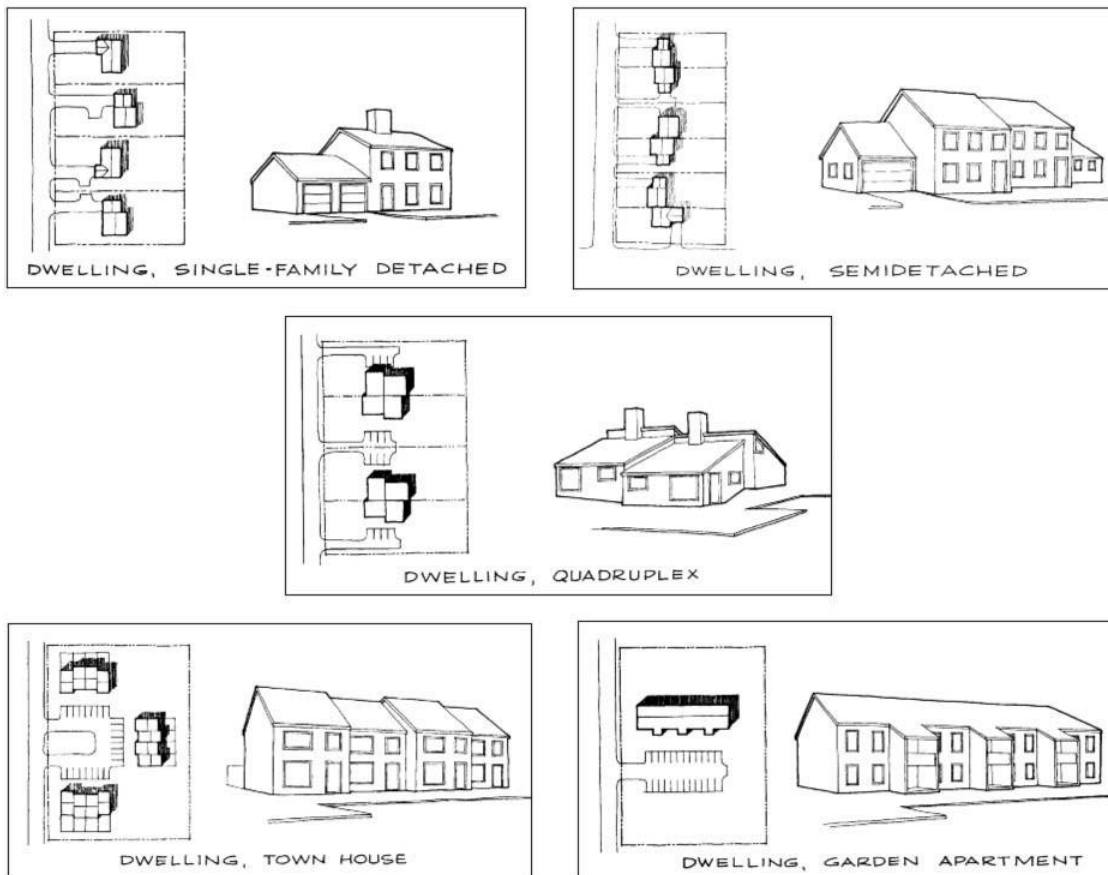 DWELLING, SINGLE-FAMILY DETACHED
DWELLING, SEMIDETACHED
DWELLING, QUADRUPLEX
DWELLING, TOWN HOUSE
DWELLING, GARDEN APARTMENT